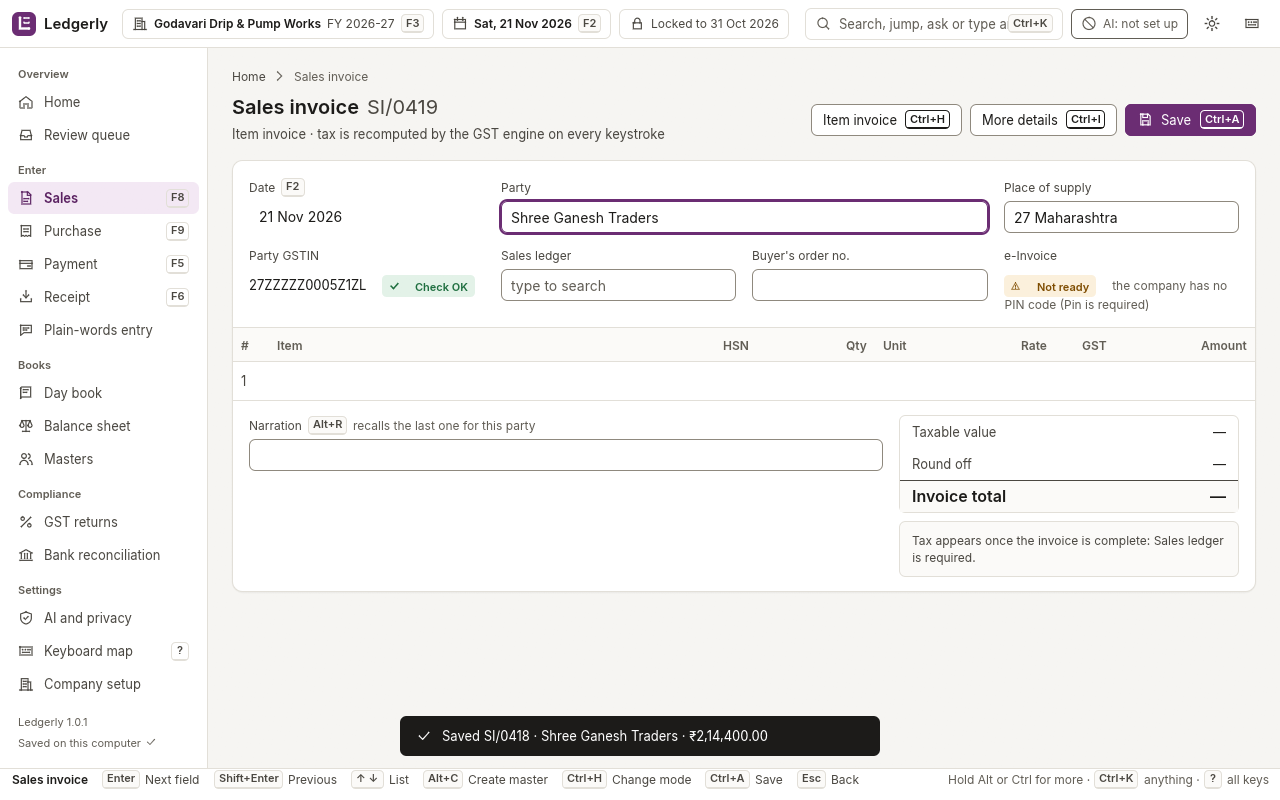 Ledgerly
Godavari Drip & Pump Works FY 2026-27 F3
Sat, 21 Nov 2026 F2
Locked to 31 Oct 2026
Search, jump, ask or type a Ctrl+K
AI: not set up
Overview
Home
Review queue
Enter
Sales F8
Purchase F9
Payment F5
Receipt F6
Plain-words entry
Books
Day book
Balance sheet
Masters
Compliance
GST returns
Bank reconciliation
Settings
AI and privacy
Keyboard map ?
Company setup
Ledgerly 1.0.1
Saved on this computer
Home Sales invoice
Sales invoice SI/0419
Item invoice · tax is recomputed by the GST engine on every keystroke
Item invoice Ctrl+H
More details Ctrl+I
Save Ctrl+A
Date F2 Party Place of supply
21 Nov 2026 Shree Ganesh Traders 27 Maharashtra
Party GSTIN Sales ledger Buyer's order no. e-Invoice
27ZZZZZ0005Z1ZL Check OK type to search Not ready the company has no
PIN code (Pin is required)
# Item HSN Qty Unit Rate GST Amount
1
Narration Alt+R recalls the last one for this party
Taxable value —
Round off —
Invoice total —
Tax appears once the invoice is complete: Sales ledger
is required.
Saved SI/0418 · Shree Ganesh Traders · ₹2,14,400.00
Sales invoice Enter Next field Shift+Enter Previous ↑ ↓ List Alt+C Create master Ctrl+H Change mode Ctrl+A Save Esc Back Hold Alt or Ctrl for more · Ctrl+K anything · ? all keys